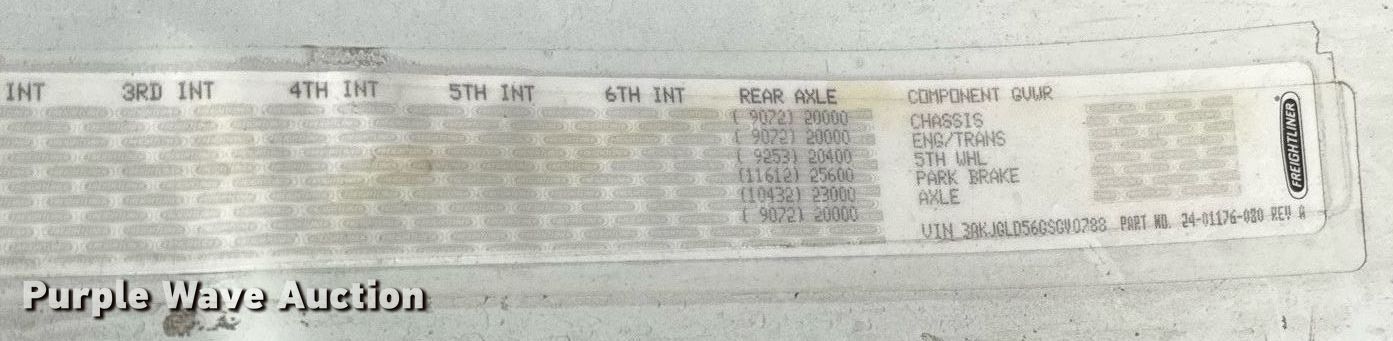 INT 3RD INT 4TH INT 5TH INT 6TH INT REAR AXLE COMPONENT GVWR
( 9072) 20000 CHASSIS
( 9072) 20000 ENG/TRANS
( 9253) 20400 5TH WHL
(11612) 25600 PARK BRAKE
(10432) 23000 AXLE
( 9072) 20000
VIN 3AKJGLD56GSGV0788 PART NO. 24-01176-080 REV A
FREIGHTLINER
Purple Wave Auction